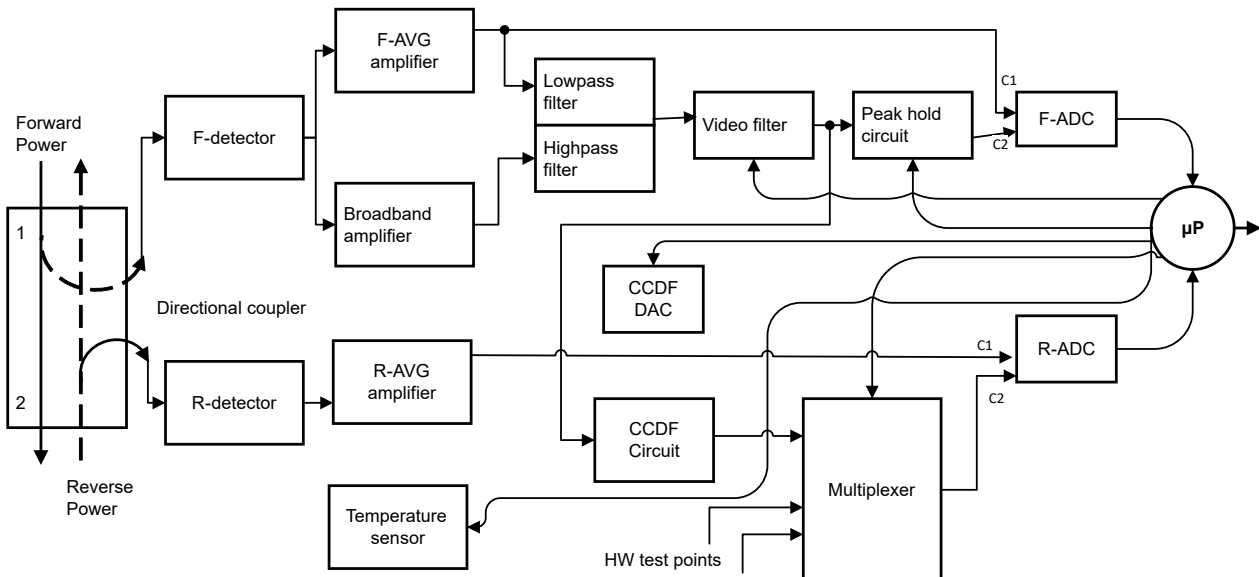 F-AVG
amplifier
Lowpass
filter
Highpass
filter
C1
C2
F-ADC
Peak hold
circuit
Video filter
Forward
Power
F-detector
Broadband
amplifier
µP
1
2
Directional coupler
CCDF
DAC
R-ADC
C1
C2
R-AVG
amplifier
R-detector
CCDF
Circuit
Multiplexer
Reverse
Power
Temperature
sensor
HW test points